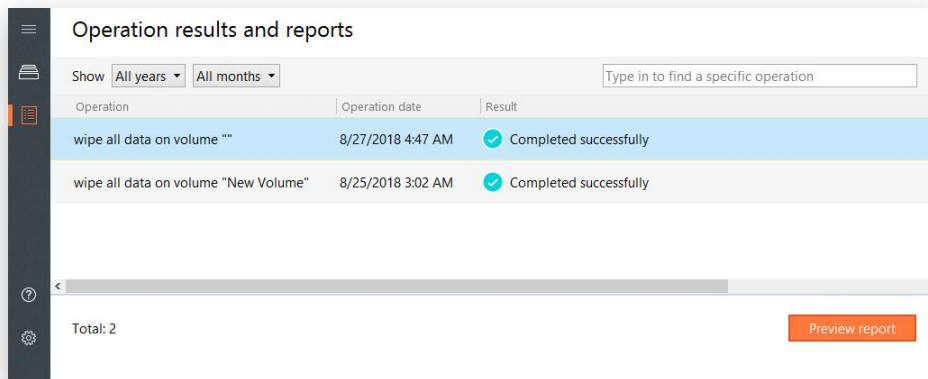 Operation results and reports
Show All years All months Type in to find a specific operation
Operation Operation date Result
wipe all data on volume "" 8/27/2018 4:47 AM Completed successfully
wipe all data on volume "New Volume" 8/25/2018 3:02 AM Completed successfully
Total: 2 Preview report